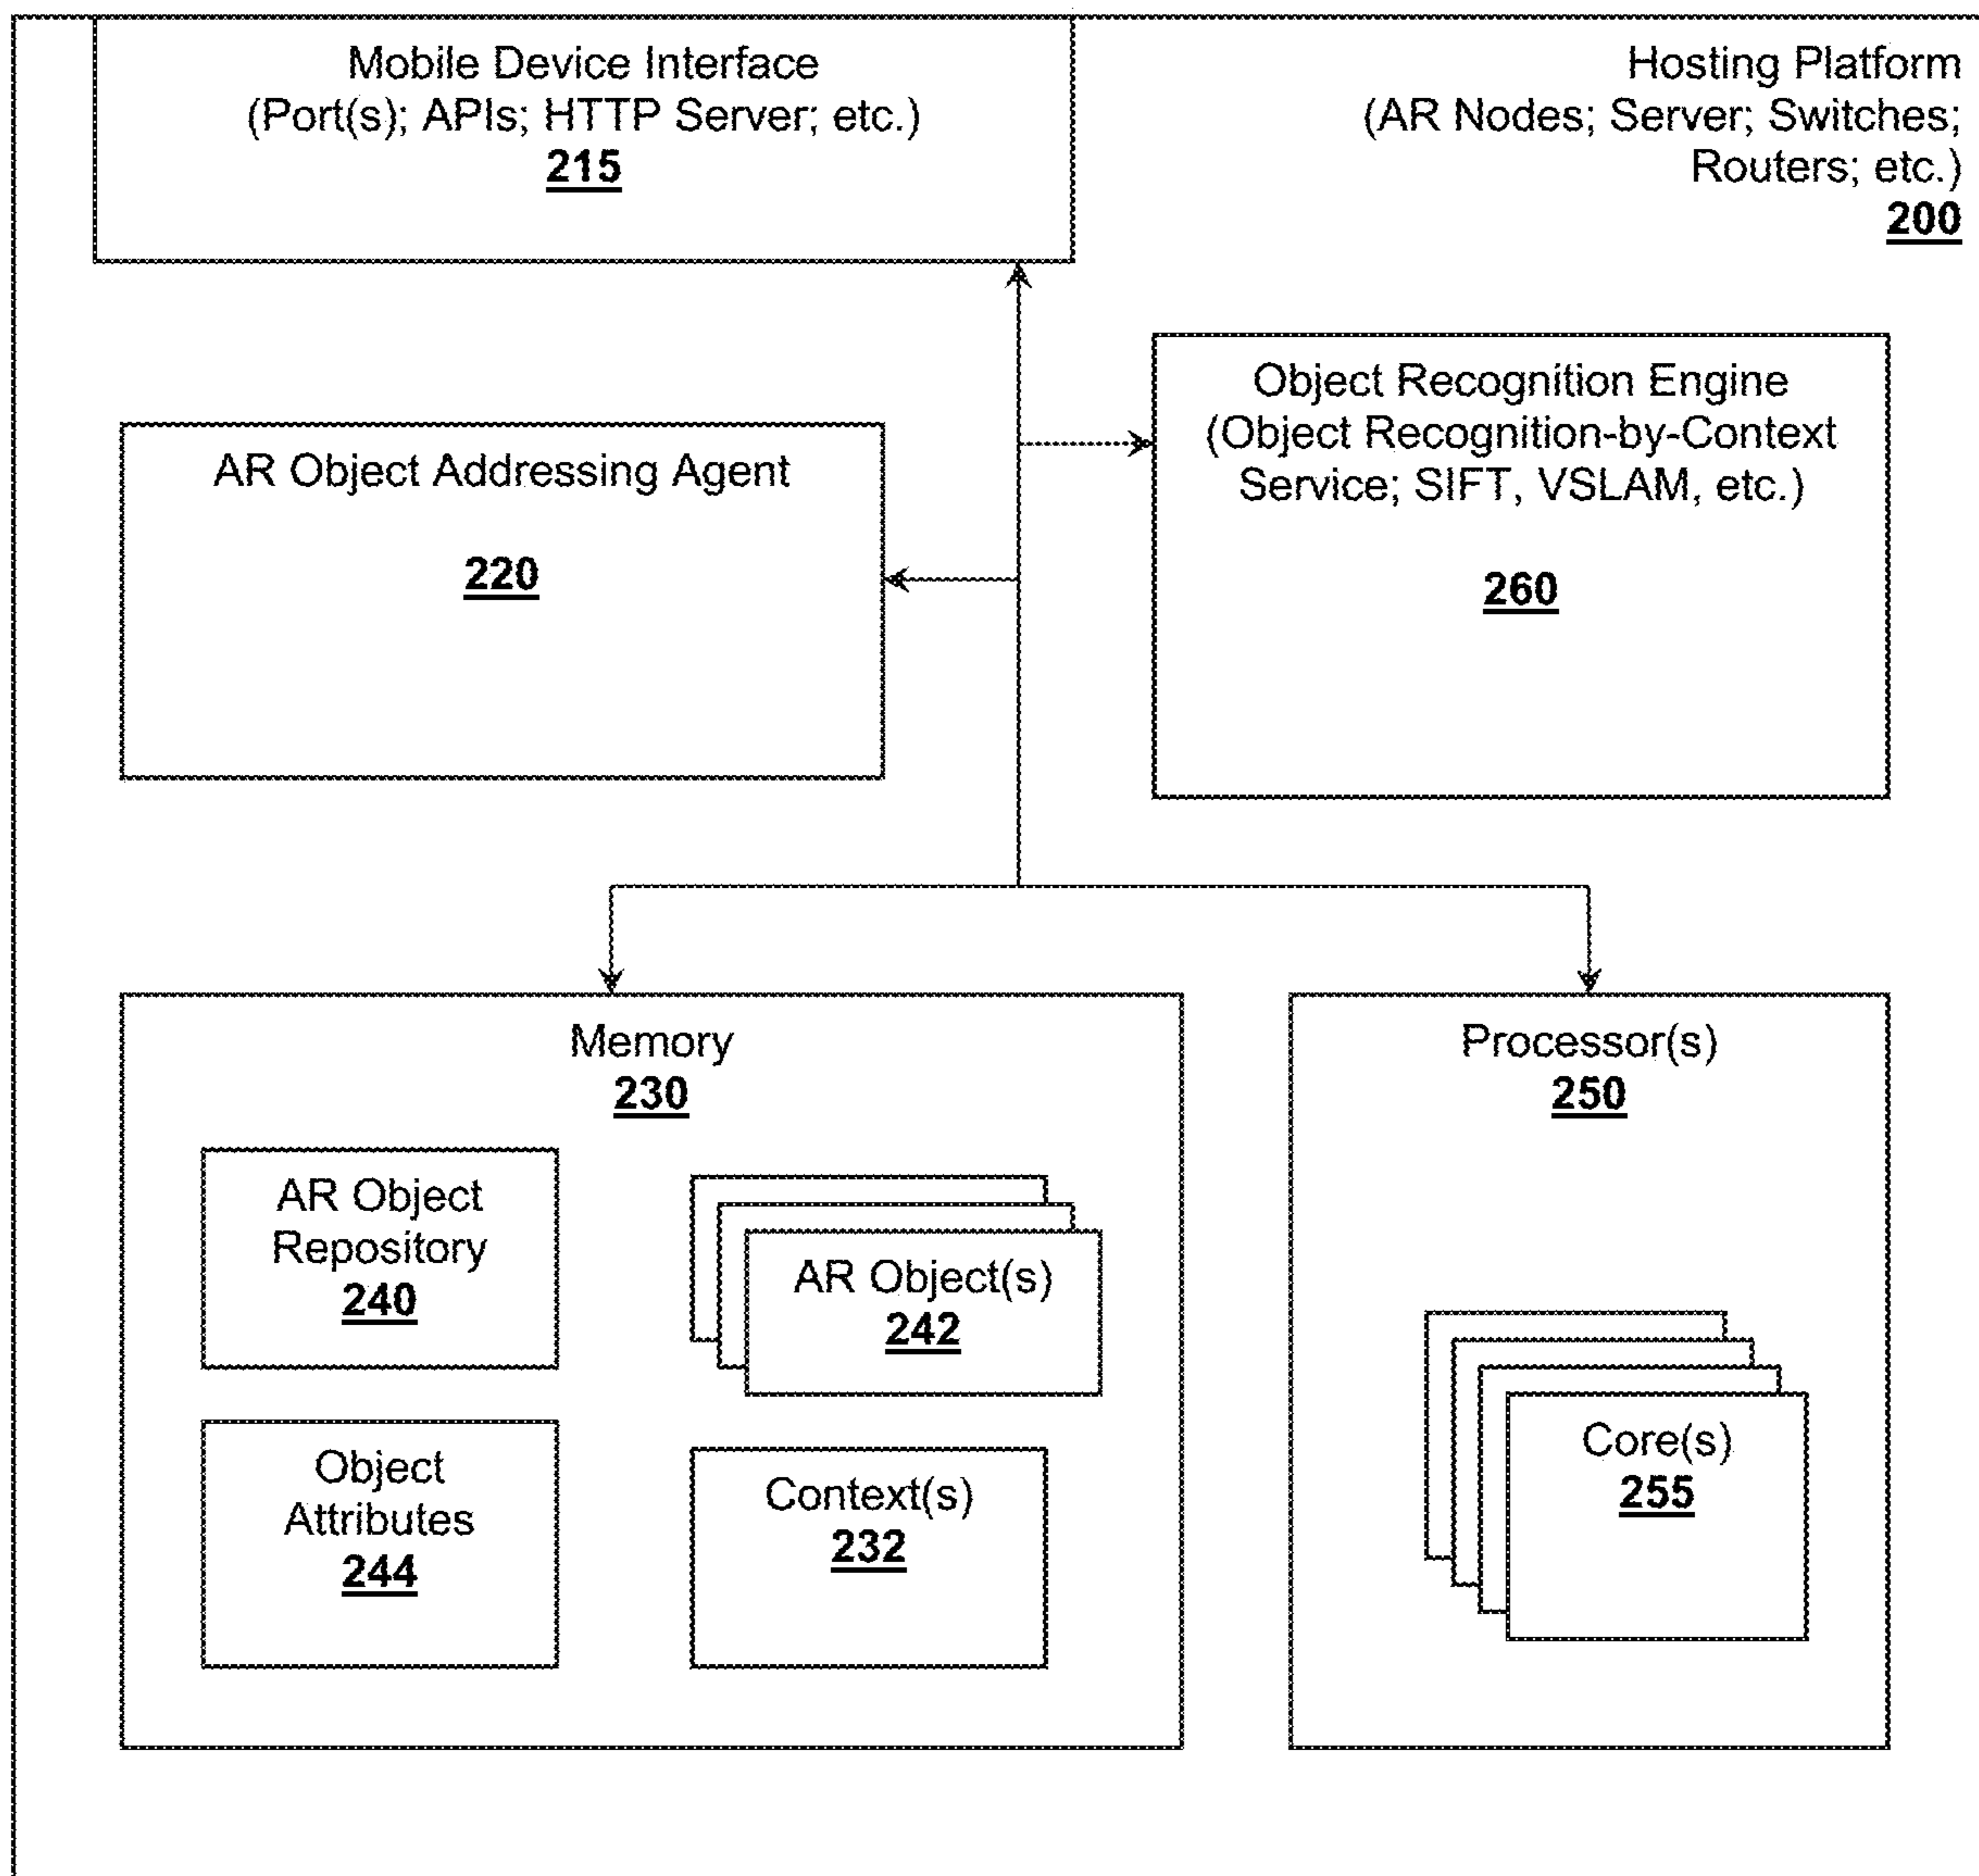 Mobile Device Interface
(Port(s); APIs; HTTP Server; etc.)
215
Hosting Platform
(AR Nodes; Server; Switches;
Routers; etc.)
200
Object Recognition Engine
(Object Recognition-by-Context
Service; SIFT, VSLAM, etc.)
260
AR Object Addressing Agent
220
Memory
230
AR Object
Repository
240
AR Object(s)
242
Object
Attributes
244
Context(s)
232
Processor(s)
250
Core(s)
255